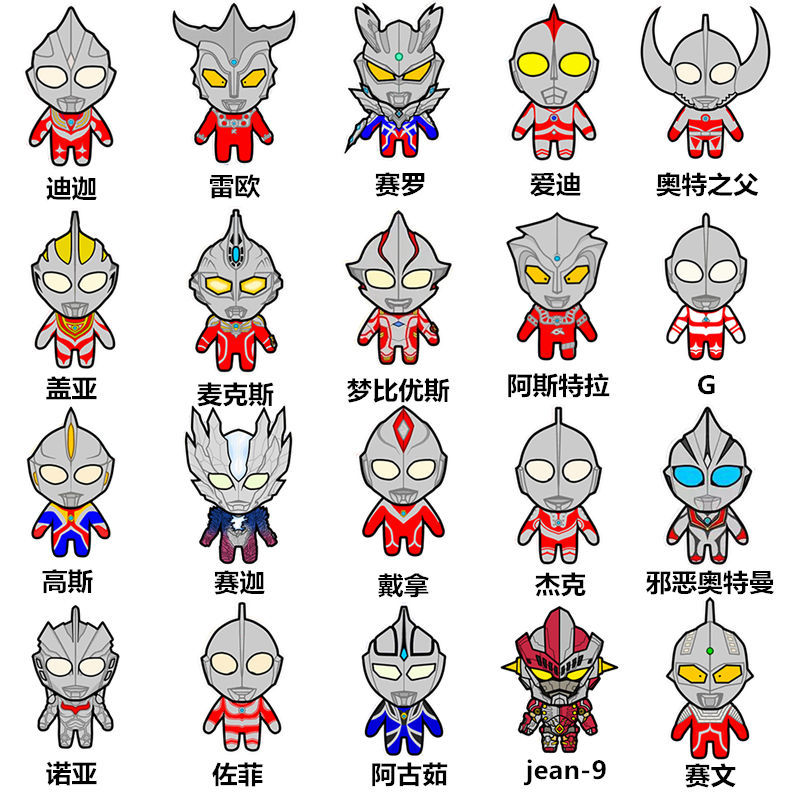 迪迦 雷欧 赛罗 爱迪 奥特之父
盖亚 麦克斯 梦比优斯 阿斯特拉 G
高斯 赛迦 戴拿 杰克 邪恶奥特曼
诺亚 佐菲 阿古茹 jean-9 赛文